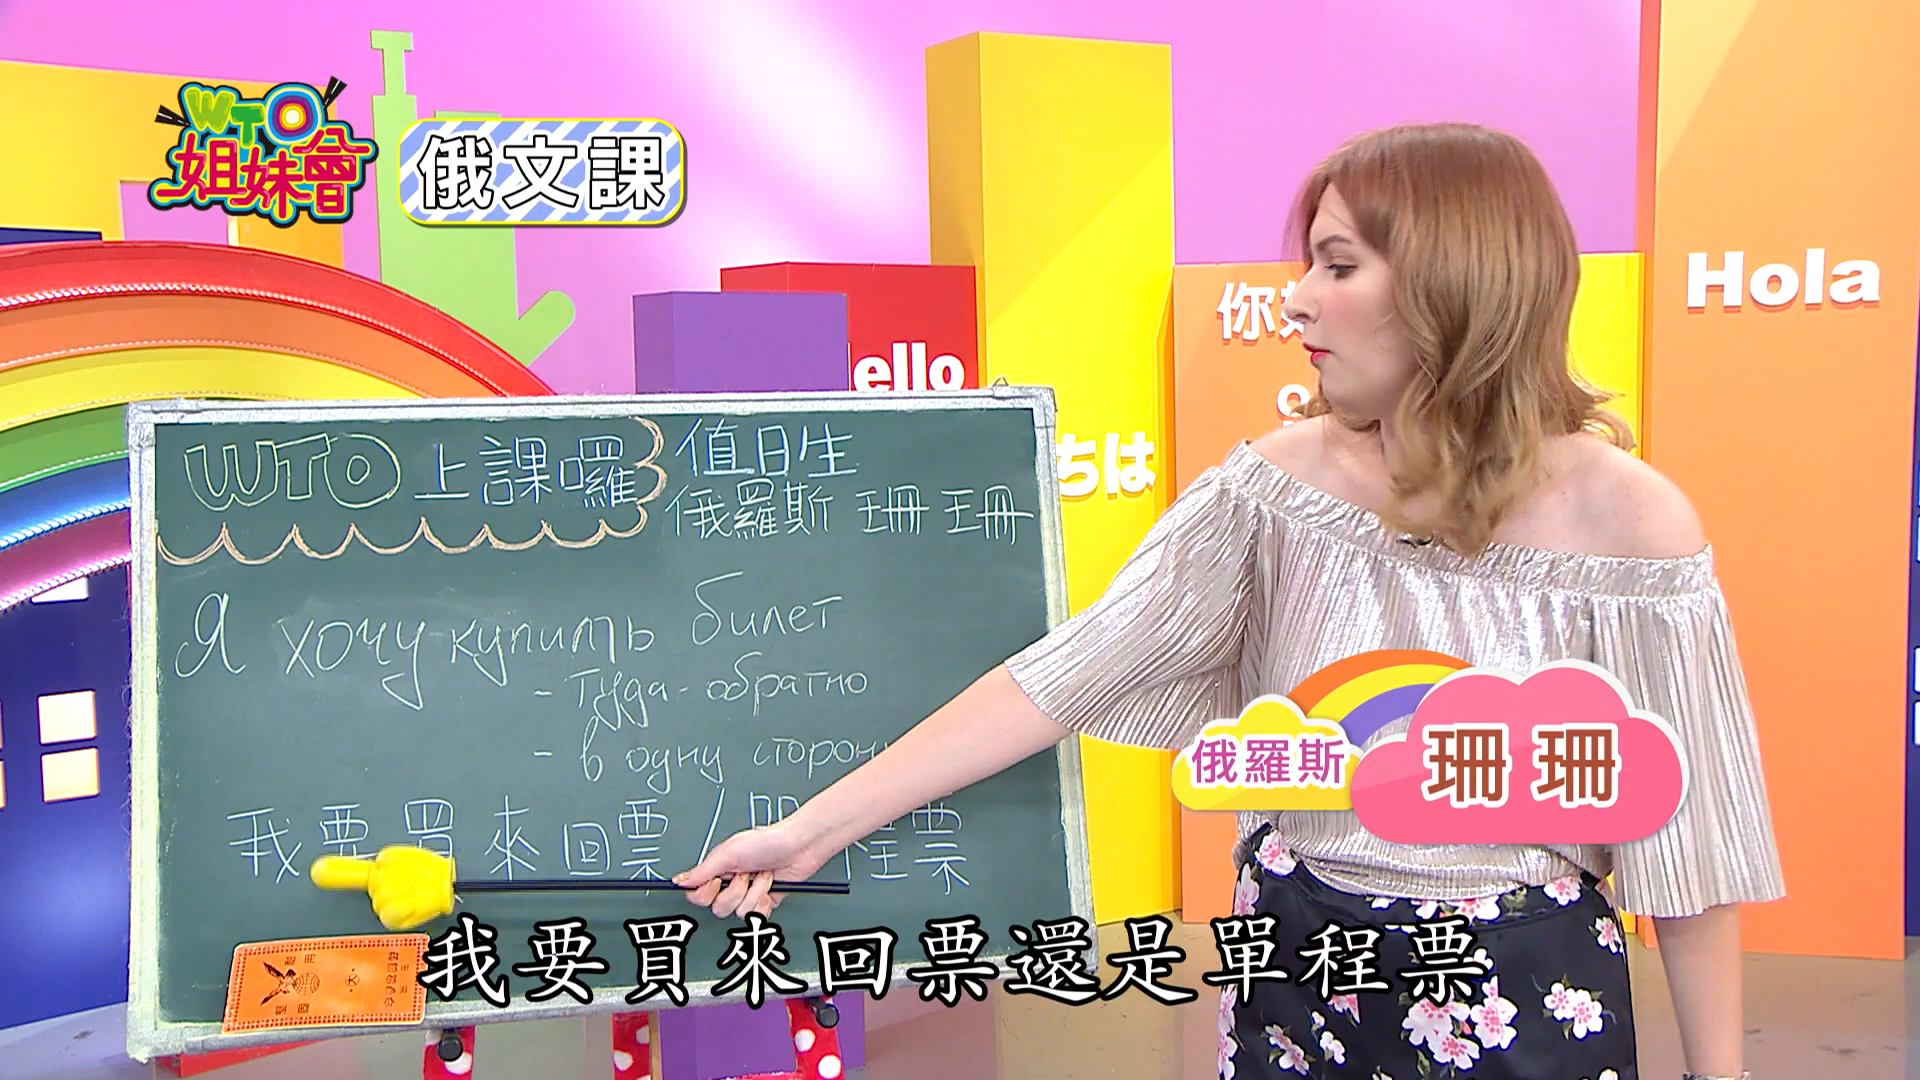 WTO
姐妹會
俄文課
Hello
你好
Hola
ちは
WTO 上課囉
值日生
俄羅斯 珊珊
Я хочу купить билет
- туда-обратно
- в одну сторону
我要買來回票/單程票
俄羅斯
珊珊
我要買來回票還是單程票